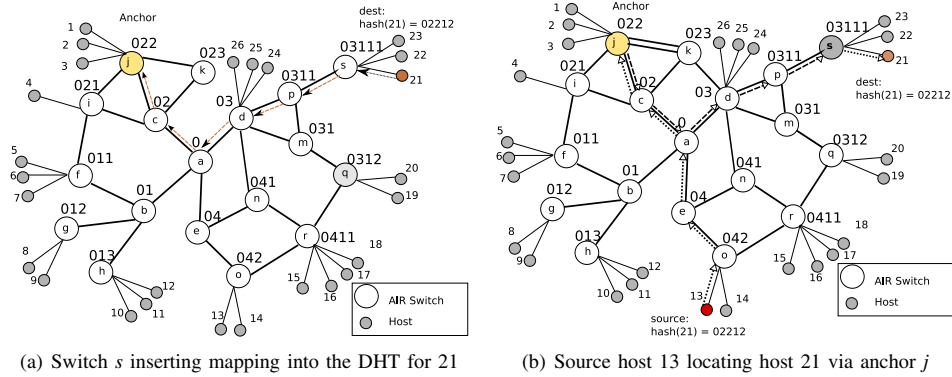 Anchor
022
023
021
02
03
0311
03111
031
0312
0
011
01
012
013
04
041
042
0411
dest:
hash(21) = 02212
1
2
3
4
5
6
7
8
9
10
11
12
13
14
15
16
17
18
19
20
21
22
23
24
25
26
j
k
i
c
a
d
p
s
m
q
f
b
g
h
e
n
o
r
AIR Switch
Host
(a) Switch s inserting mapping into the DHT for 21
Anchor
022
023
021
02
03
0311
03111
031
0312
0
011
01
012
013
04
041
042
0411
dest:
hash(21) = 02212
source:
hash(21) = 02212
1
2
3
4
5
6
7
8
9
10
11
12
13
14
15
16
17
18
19
20
21
22
23
24
25
26
j
k
i
c
a
d
p
s
m
q
f
b
g
h
e
n
o
r
AIR Switch
Host
(b) Source host 13 locating host 21 via anchor j